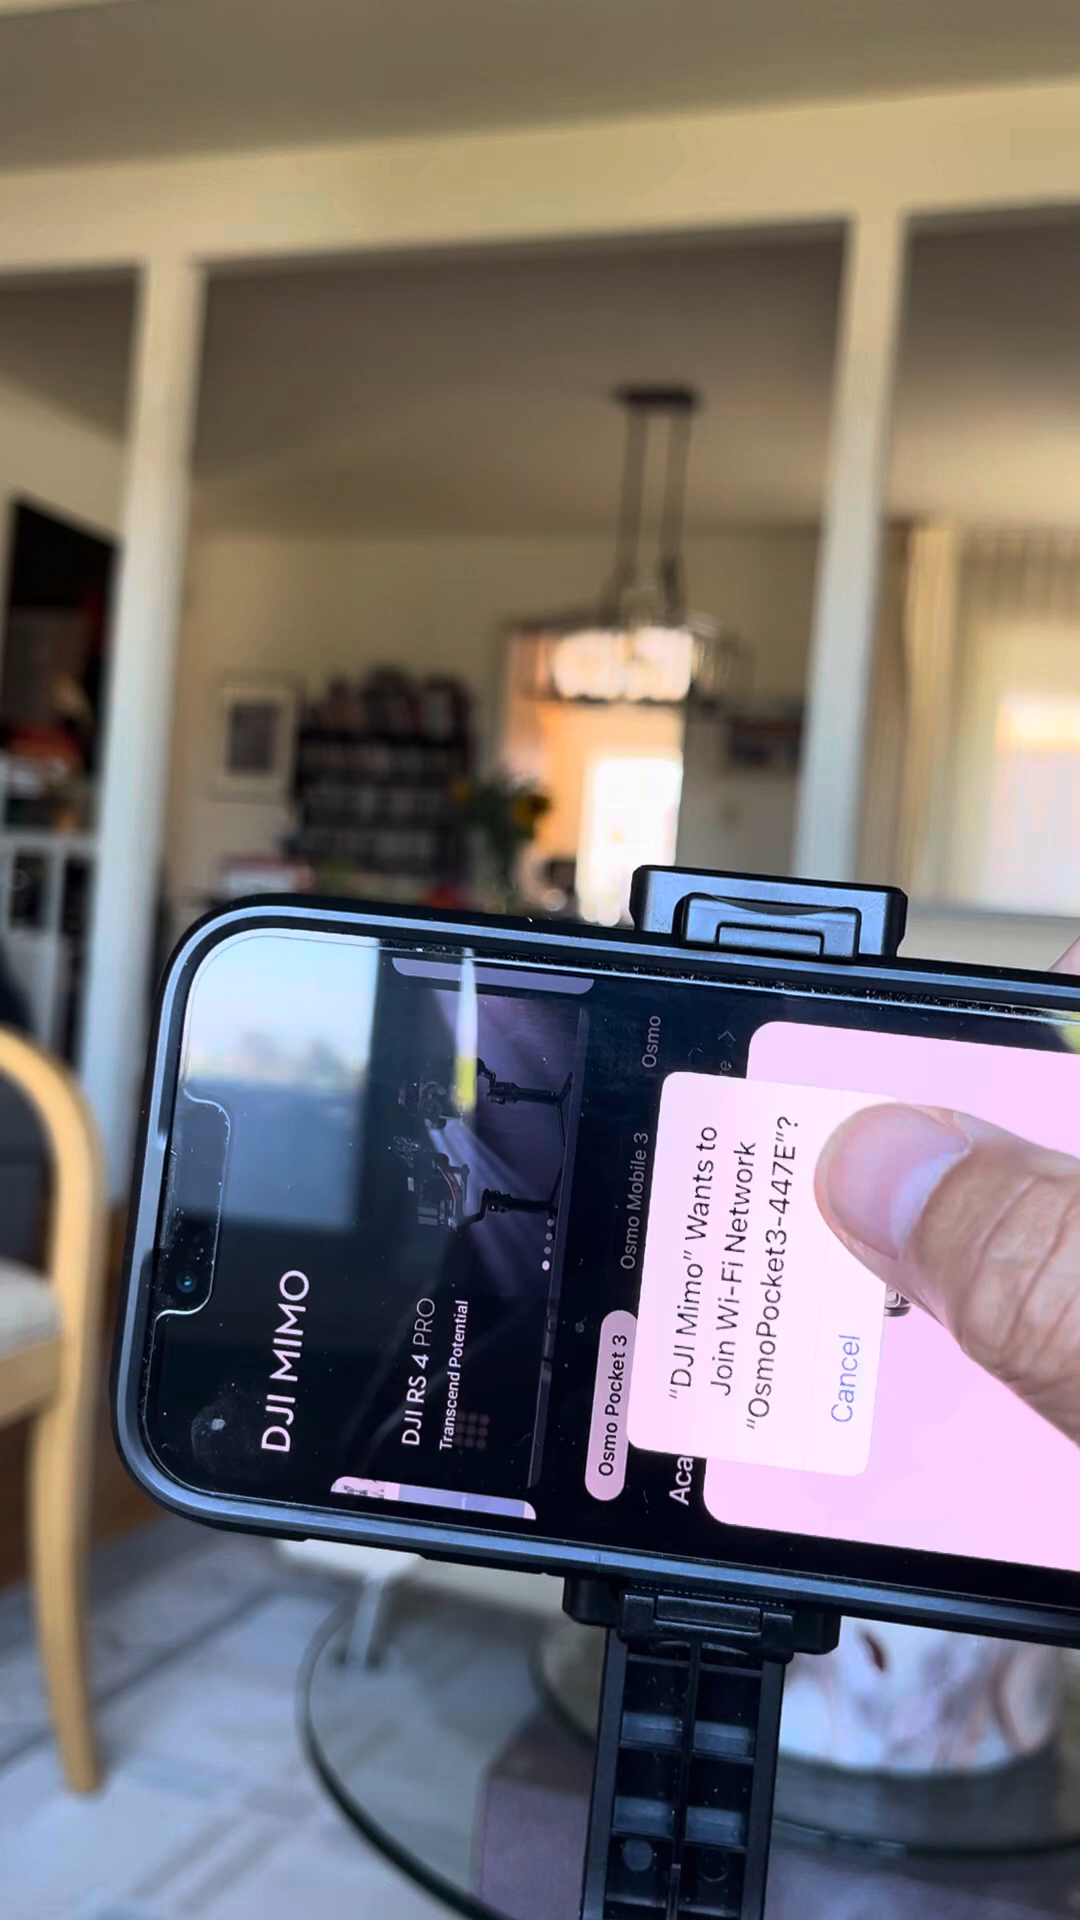 DJI MIMO
DJI RS 4 PRO
Transcend Potential
Osmo Pocket 3
Osmo Mobile 3
Osmo
"DJI Mimo" Wants to
Join Wi-Fi Network
"OsmoPocket3-447E"?
Cancel